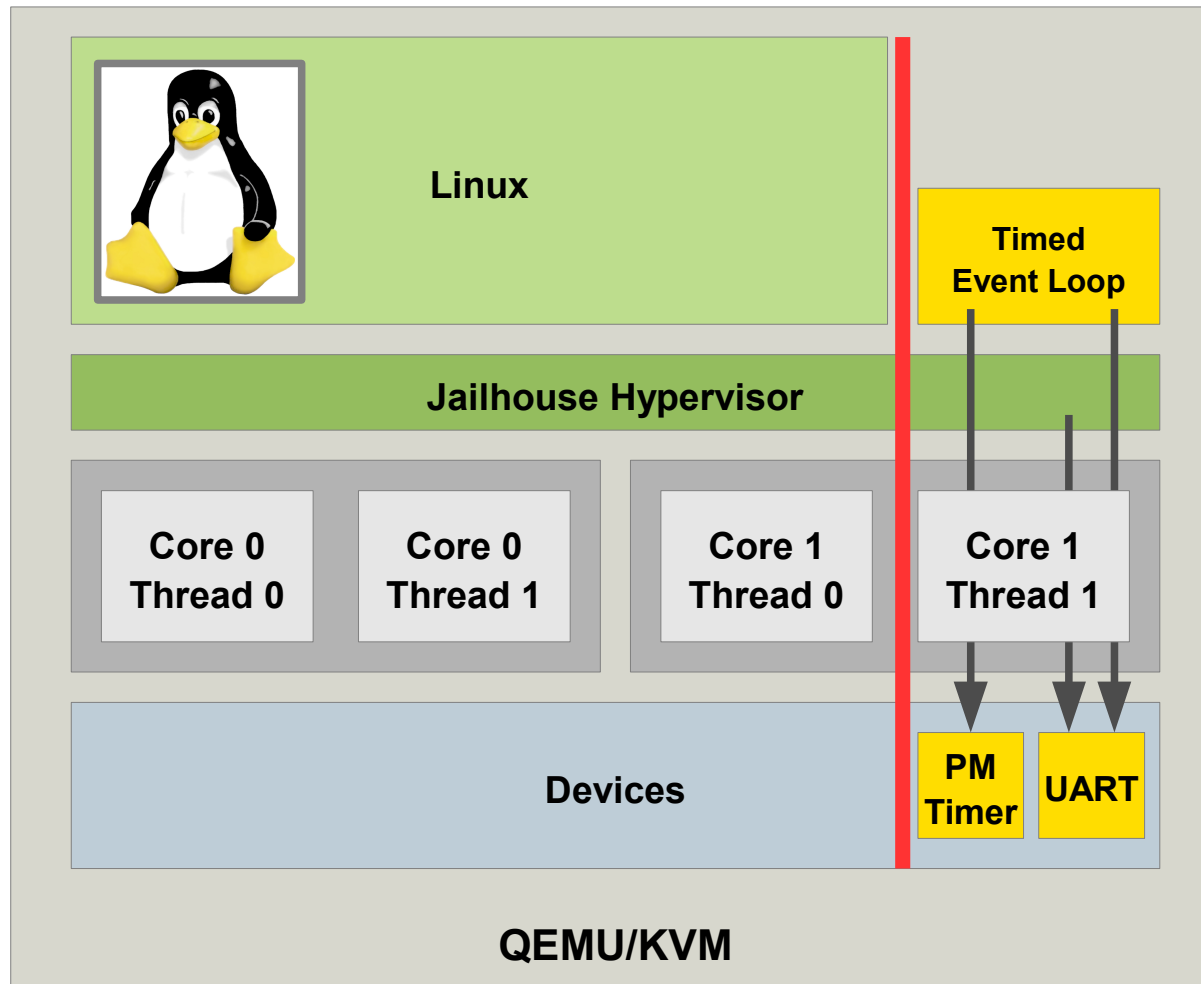 Linux
Timed
Event Loop
Jailhouse Hypervisor
Core 0
Thread 0
Core 0
Thread 1
Core 1
Thread 0
Core 1
Thread 1
Devices
PM
Timer
UART
QEMU/KVM